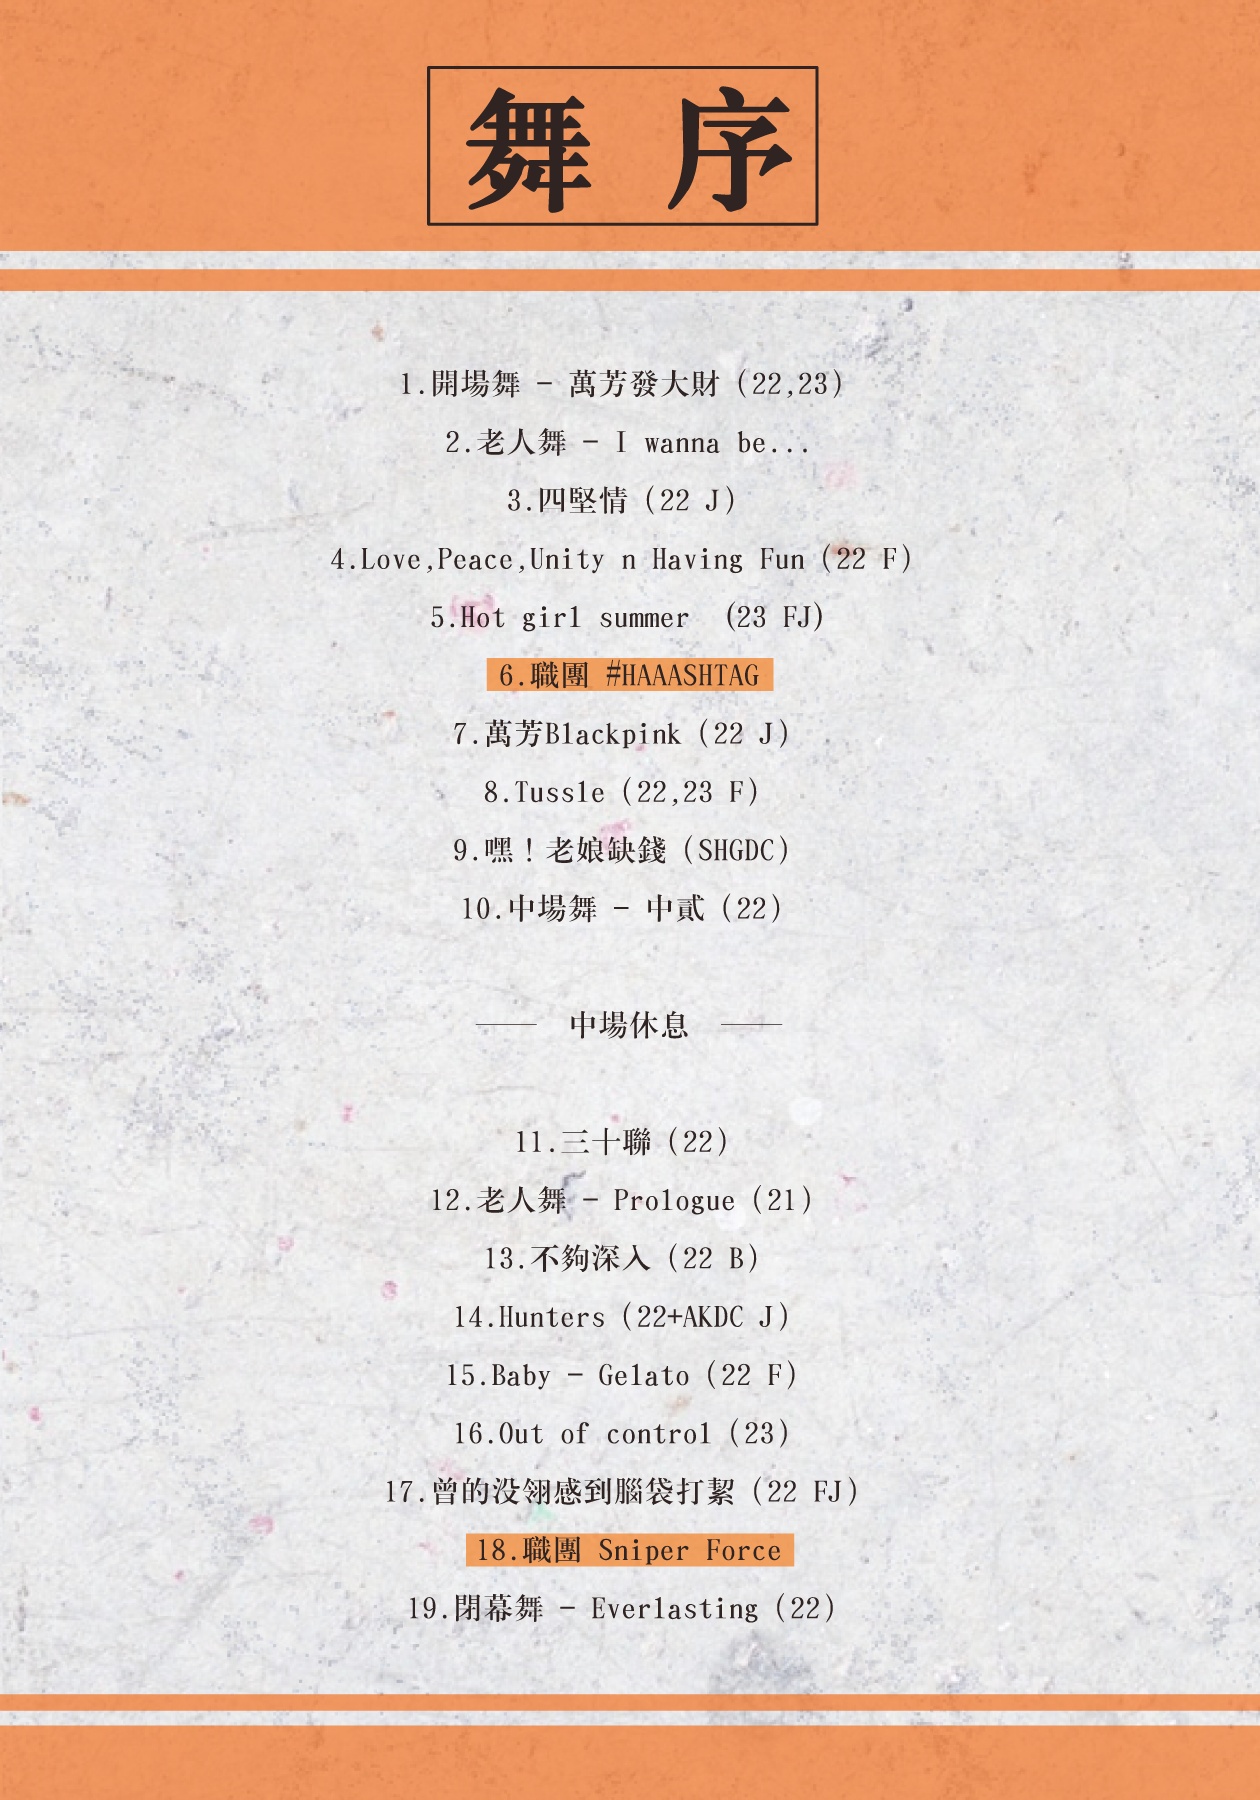 舞 序
1.開場舞 - 萬芳發大財 (22,23)
2.老人舞 - I wanna be...
3.四堅情 (22 J)
4.Love,Peace,Unity n Having Fun (22 F)
5.Hot girl summer (23 FJ)
6.職團 #HAAASHTAG
7.萬芳Blackpink (22 J)
8.Tussle (22,23 F)
9.嘿！老娘缺錢 (SHGDC)
10.中場舞 - 中貳 (22)
中場休息
11.三十聯 (22)
12.老人舞 - Prologue (21)
13.不夠深入 (22 B)
14.Hunters (22+AKDC J)
15.Baby - Gelato (22 F)
16.Out of control (23)
17.曾的没翎感到腦袋打絮 (22 FJ)
18.職團 Sniper Force
19.閉幕舞 - Everlasting (22)